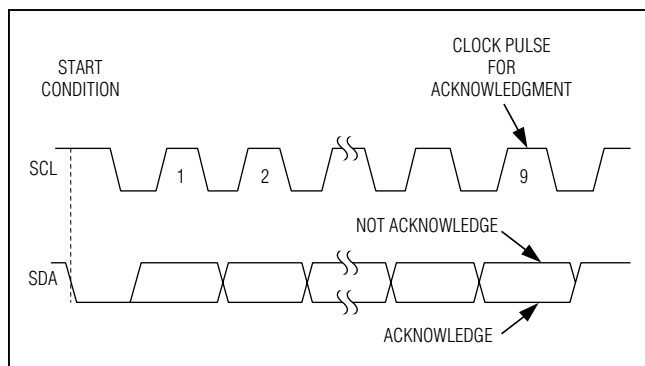 START
CONDITION
CLOCK PULSE
FOR
ACKNOWLEDGMENT
SCL
1
2
9
NOT ACKNOWLEDGE
SDA
ACKNOWLEDGE